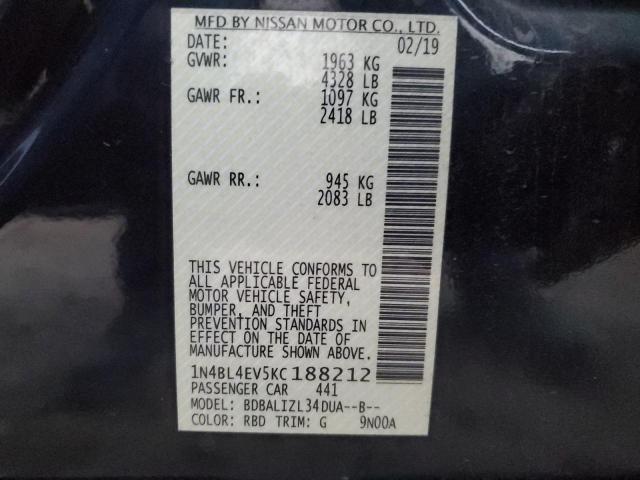 MFD BY NISSAN MOTOR CO., LTD.
DATE: 02/19
GVWR: 1963 KG
4328 LB
GAWR FR.: 1097 KG
2418 LB
GAWR RR.: 945 KG
2083 LB
THIS VEHICLE CONFORMS TO
ALL APPLICABLE FEDERAL
MOTOR VEHICLE SAFETY,
BUMPER, AND THEFT
PREVENTION STANDARDS IN
EFFECT ON THE DATE OF
MANUFACTURE SHOWN ABOVE.
1N4BL4EV5KC188212
PASSENGER CAR 441
MODEL: BDBALIZL34DUA--B--
COLOR: RBD TRIM: G 9N00A